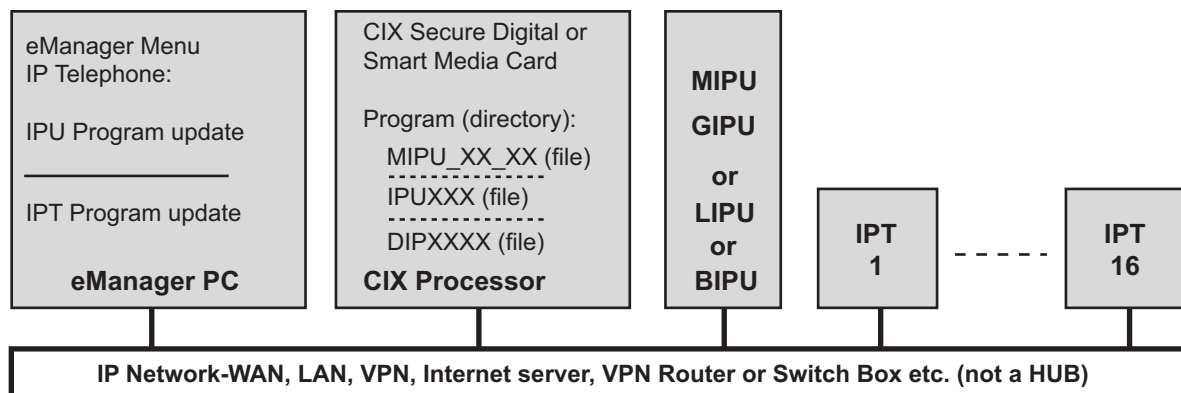 eManager Menu
IP Telephone:
IPU Program update
IPT Program update
eManager PC
CIX Secure Digital or
Smart Media Card
Program (directory):
MIPU_XX_XX (file)
IPUXXX (file)
DIPXXXX (file)
CIX Processor
MIPU
GIPU
or
LIPU
or
BIPU
IPT
1
IPT
16
IP Network-WAN, LAN, VPN, Internet server, VPN Router or Switch Box etc. (not a HUB)